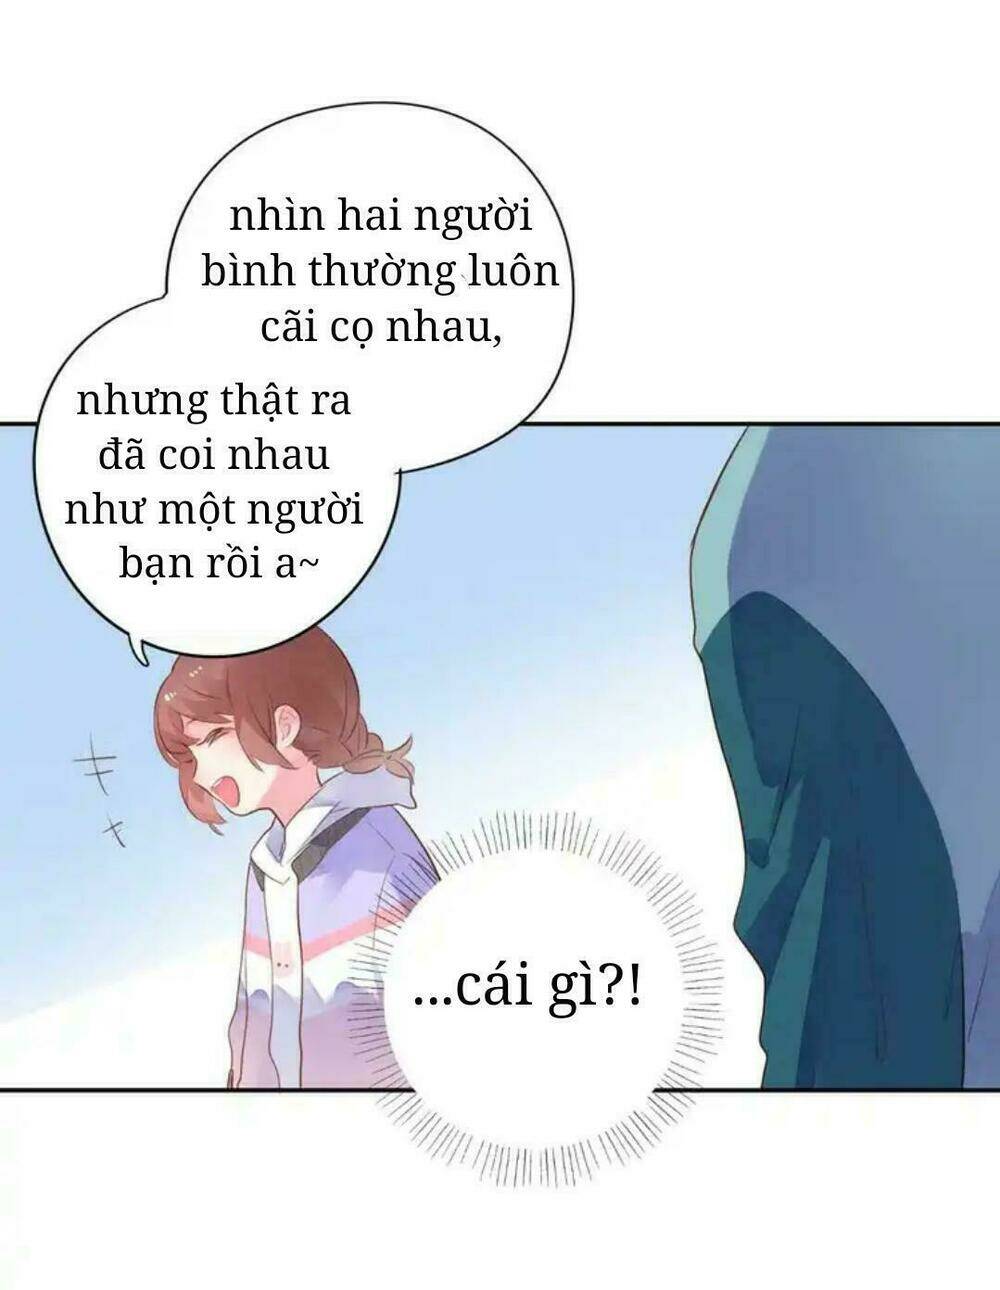 nhìn hai người
bình thường luôn
cãi cọ nhau,
nhưng thật ra
đã coi nhau
như một người
bạn rồi a~
...cái gì?!